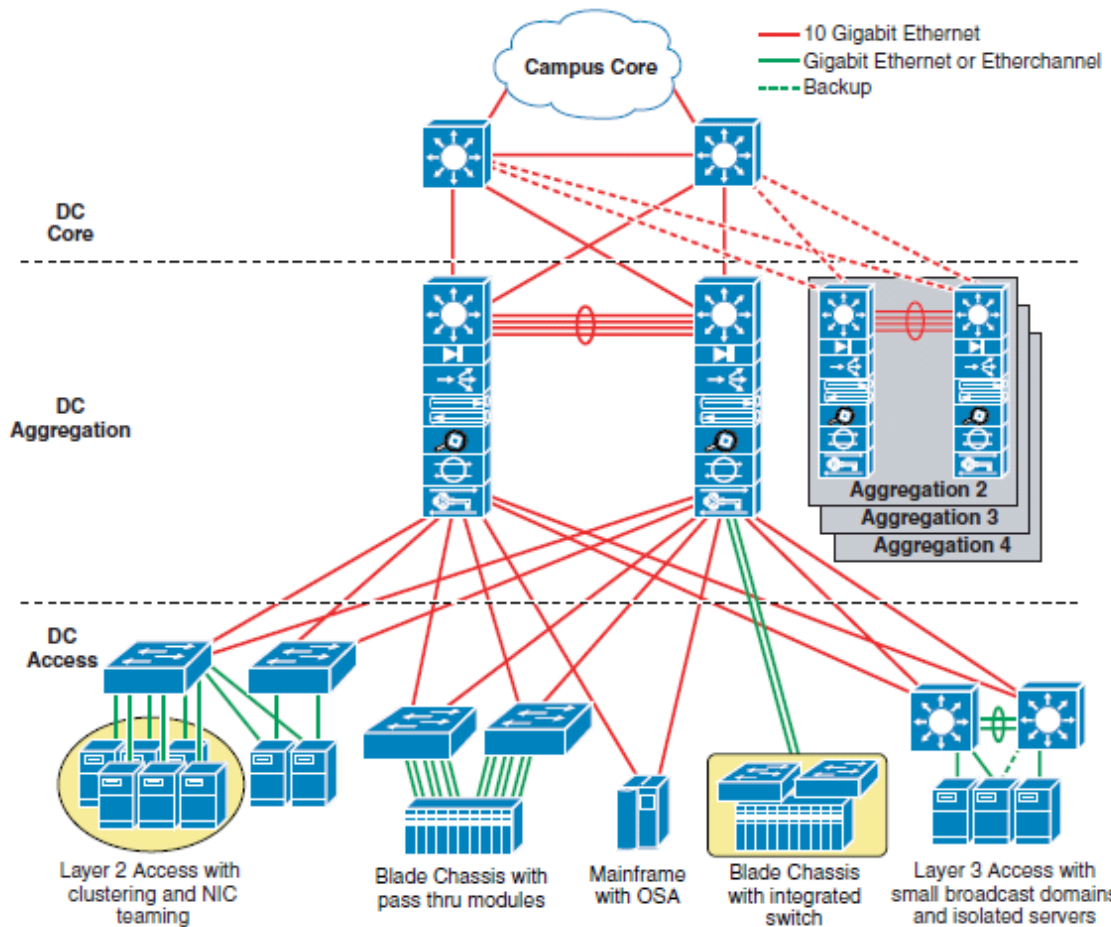 10 Gigabit Ethernet
Gigabit Ethernet or Etherchannel
Backup
Campus Core
DC
Core
DC
Aggregation
Aggregation 2
Aggregation 3
Aggregation 4
DC
Access
Layer 2 Access with
clustering and NIC
teaming
Blade Chassis with
pass thru modules
Mainframe
with OSA
Blade Chassis
with integrated
switch
Layer 3 Access with
small broadcast domains
and isolated servers